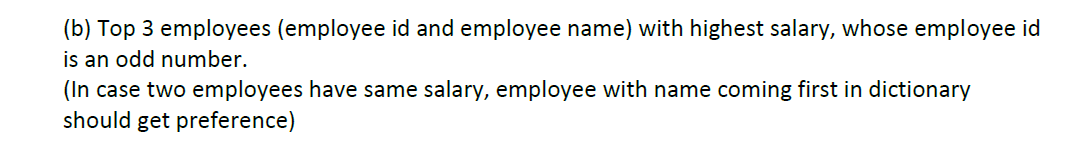 (b) Top 3 employees (employee id and employee name) with highest salary, whose employee id
is an odd number.
(In case two employees have same salary, employee with name coming first in dictionary
should get preference)